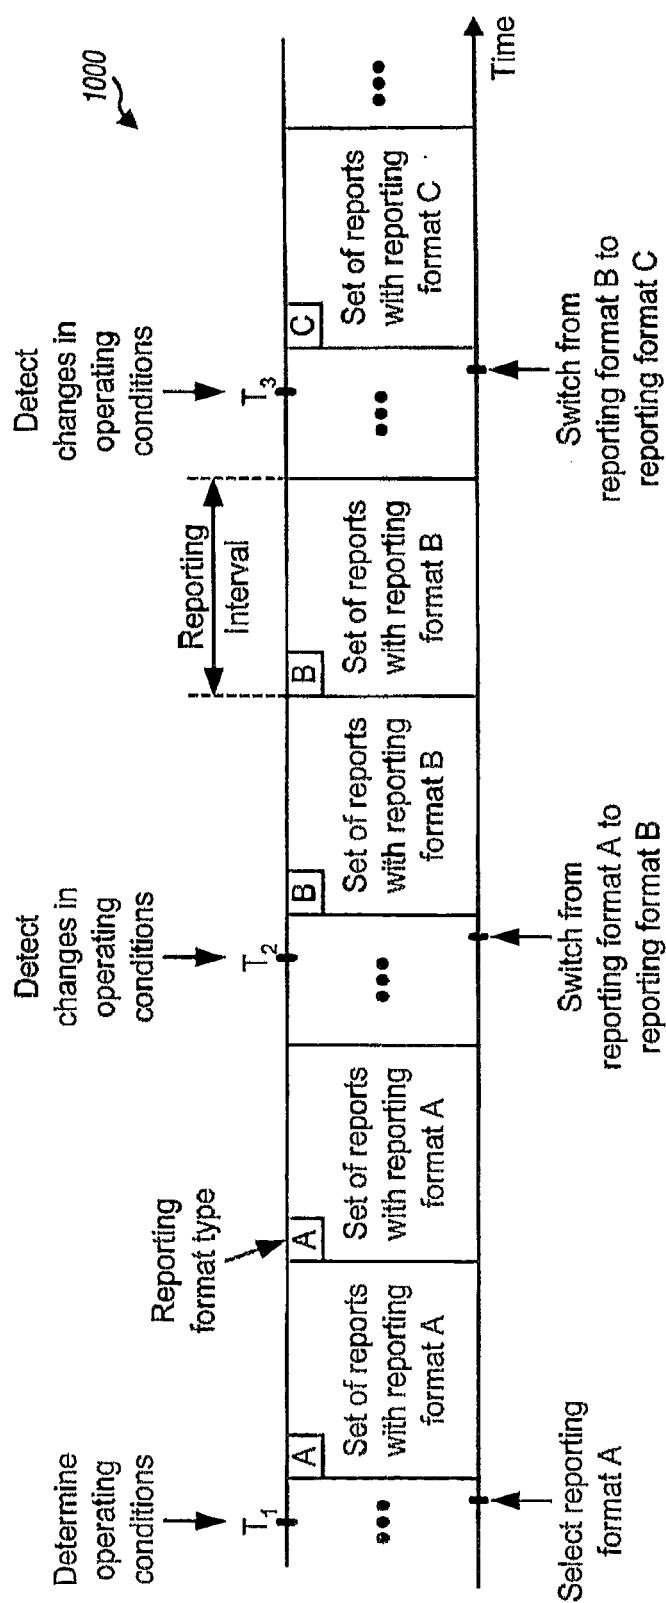 1000
Determine
operating
conditions
Detect
changes in
operating
conditions
Detect
changes in
operating
conditions
Reporting
format type
Reporting
Interval
T1
T2
T3
A
A
B
B
C
•••
Set of reports
with reporting
format A
Set of reports
with reporting
format A
•••
Set of reports
with reporting
format B
Set of reports
with reporting
format B
•••
Set of reports
with reporting
format C
•••
Time
Select reporting
format A
Switch from
reporting format A to
reporting format B
Switch from
reporting format B to
reporting format C